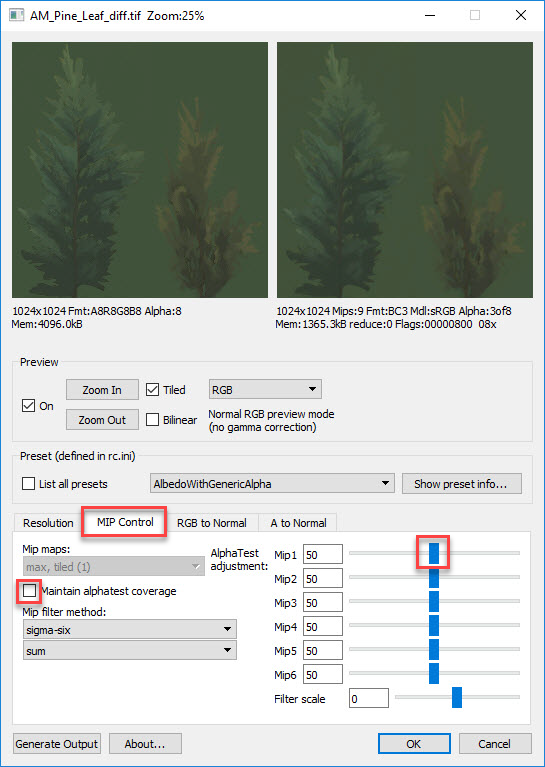 AM_Pine_Leaf_diff.tif Zoom:25%
1024x1024 Fmt:A8R8G8B8 Alpha:8
Mem:4096.0kB
1024x1024 Mips:9 Fmt:BC3 Mdl:sRGB Alpha:3of8
Mem:1365.3kB reduce:0 Flags:00000800 08x
Preview
On
Zoom In
Tiled
RGB
Zoom Out
Bilinear
Normal RGB preview mode
(no gamma correction)
Preset (defined in rc.ini)
List all presets
AlbedoWithGenericAlpha
Show preset info...
Resolution
MIP Control
RGB to Normal
A to Normal
Mip maps:
max, tiled (1)
Maintain alphatest coverage
Mip filter method:
sigma-six
sum
AlphaTest
adjustment:
Mip1 50
Mip2 50
Mip3 50
Mip4 50
Mip5 50
Mip6 50
Filter scale 0
Generate Output
About...
OK
Cancel